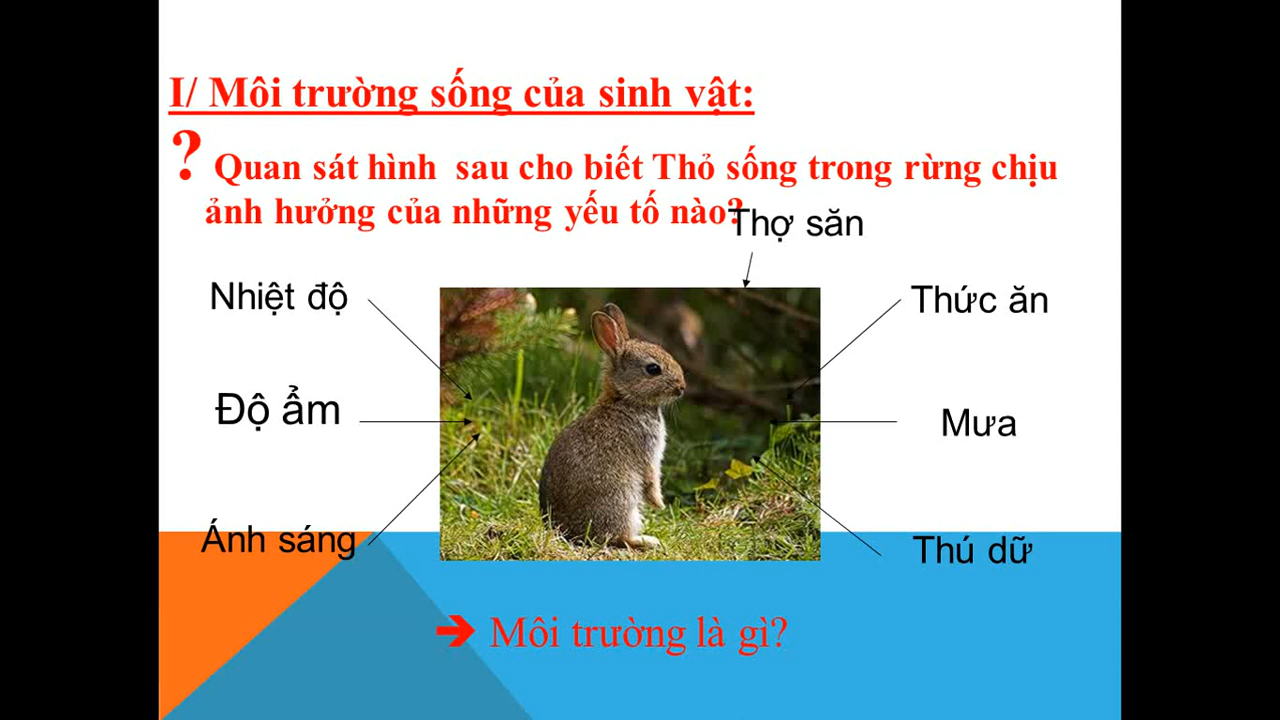 I/ Môi trường sống của sinh vật:
? Quan sát hình sau cho biết Thỏ sống trong rừng chịu
ảnh hưởng của những yếu tố nào?
Thợ săn
Nhiệt độ
Thức ăn
Độ ẩm
Mưa
Ánh sáng
Thú dữ
➔ Môi trường là gì?